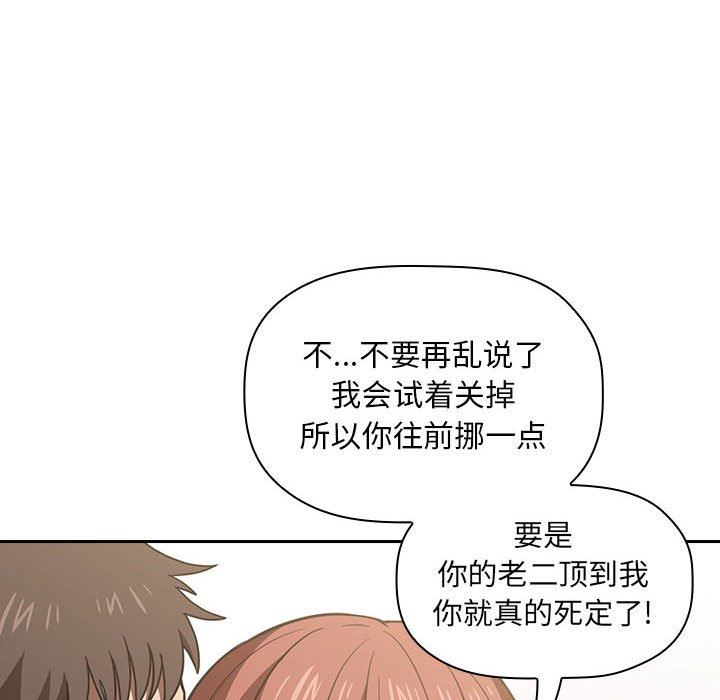 不...不要再乱说了
我会试着关掉
所以你往前挪一点
要是
你的老二顶到我
你就真的死定了!